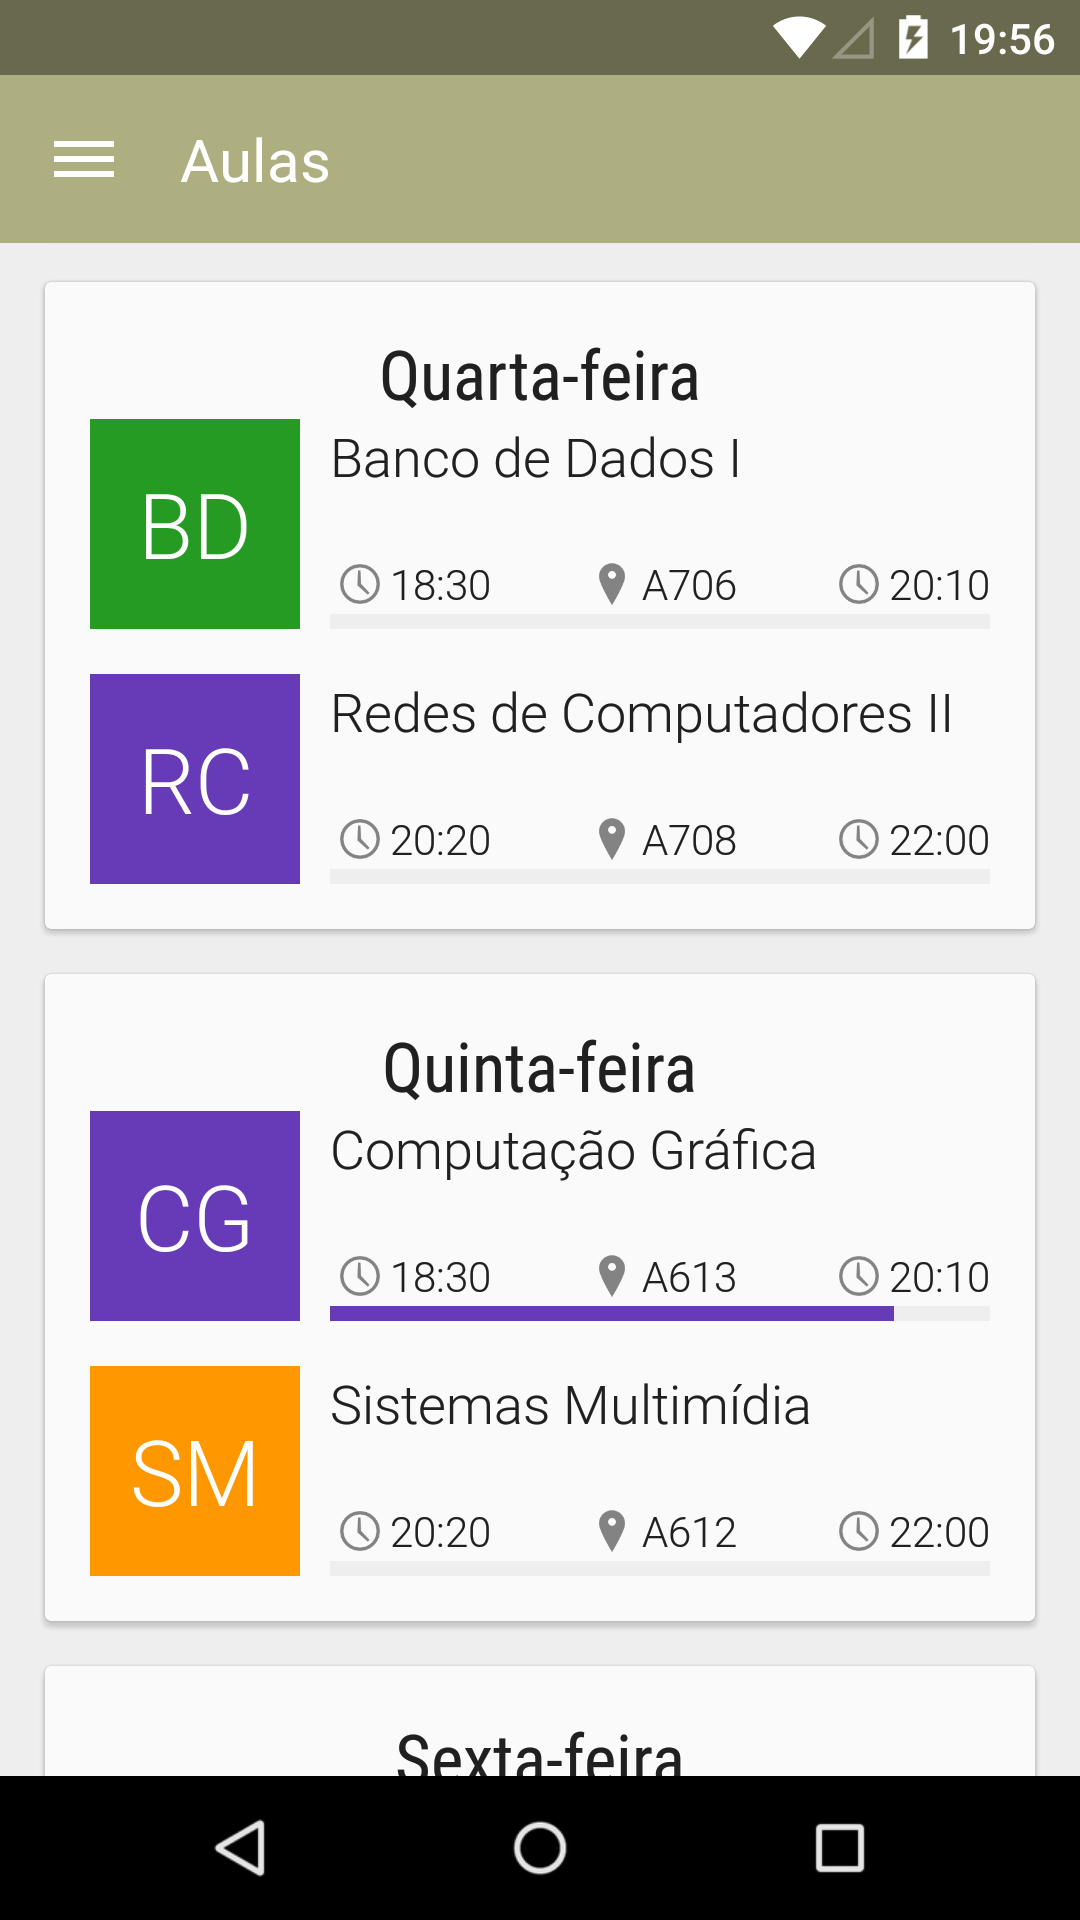 19:56
Aulas
Quarta-feira
BD
Banco de Dados I
18:30 A706 20:10
RC
Redes de Computadores II
20:20 A708 22:00
Quinta-feira
CG
Computação Gráfica
18:30 A613 20:10
SM
Sistemas Multimídia
20:20 A612 22:00
Sexta-feira